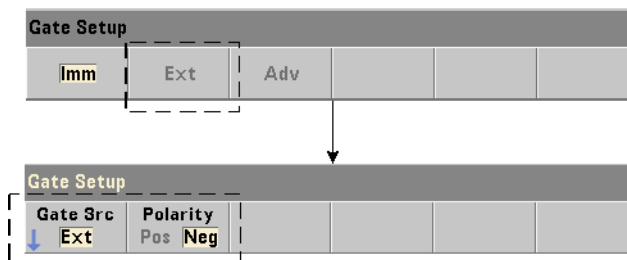 Gate Setup
Imm Ext Adv
Gate Setup
Gate Src Polarity
Ext Pos Neg